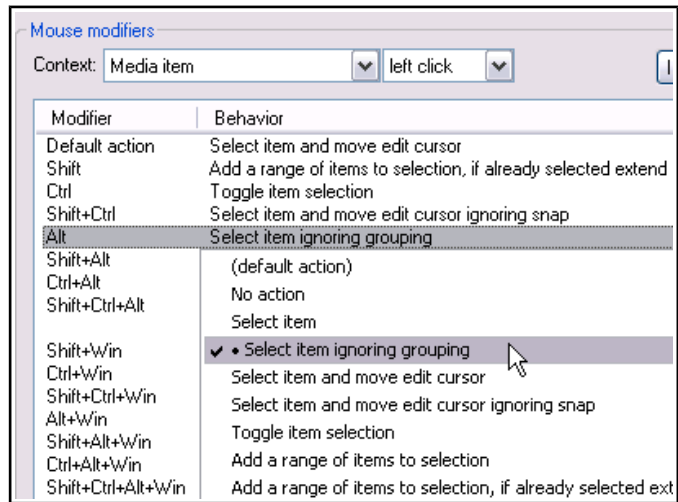 Mouse modifiers
Context: Media item left click
Modifier Behavior
Default action Select item and move edit cursor
Shift Add a range of items to selection, if already selected extend
Ctrl Toggle item selection
Shift+Ctrl Select item and move edit cursor ignoring snap
Alt Select item ignoring grouping
Shift+Alt
Ctrl+Alt
Shift+Ctrl+Alt
Shift+Win
Ctrl+Win
Shift+Ctrl+Win
Alt+Win
Shift+Alt+Win
Ctrl+Alt+Win
Shift+Ctrl+Alt+Win
(default action)
No action
Select item
✔ • Select item ignoring grouping
Select item and move edit cursor
Select item and move edit cursor ignoring snap
Toggle item selection
Add a range of items to selection
Add a range of items to selection, if already selected ext